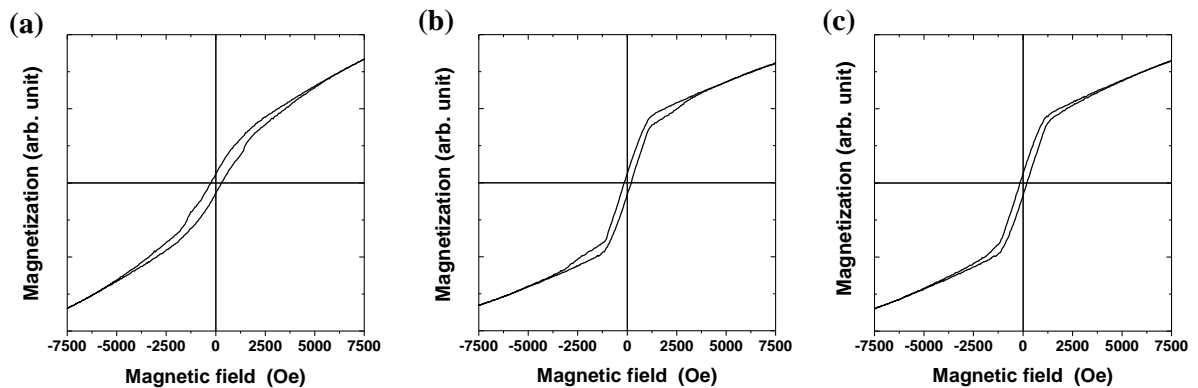 (a)
Magnetization (arb. unit)
-7500 -5000 -2500 0 2500 5000 7500
Magnetic field (Oe)
(b)
Magnetization (arb. unit)
-7500 -5000 -2500 0 2500 5000 7500
Magnetic field (Oe)
(c)
Magnetization (arb. unit)
-7500 -5000 -2500 0 2500 5000 7500
Magnetic field (Oe)